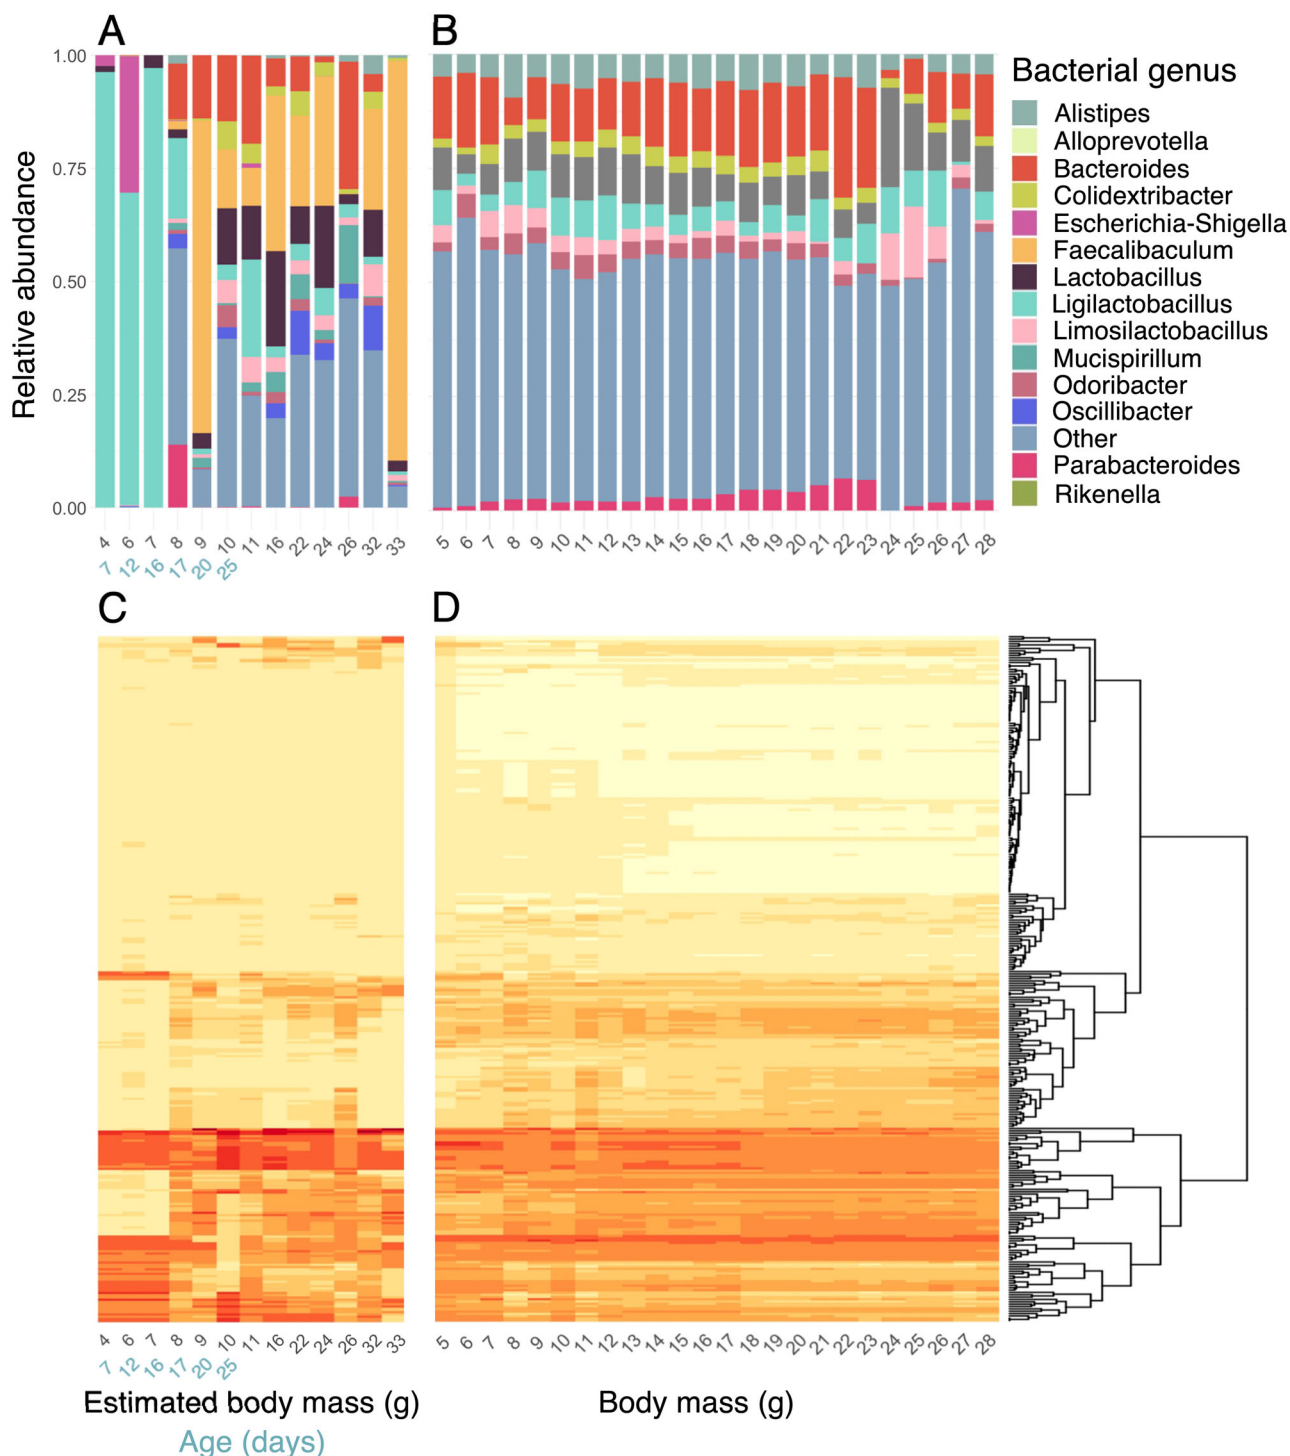 A
B
Relative abundance
1.00
0.75
0.50
0.25
0.00
4 6 7 8 9 10 11 16 22 24 26 32 33
7 12 16 17 20 25
5 6 7 8 9 10 11 12 13 14 15 16 17 18 19 20 21 22 23 24 25 26 27 28
Bacterial genus
Alistipes
Alloprevotella
Bacteroides
Colidextribacter
Escherichia-Shigella
Faecalibaculum
Lactobacillus
Ligilactobacillus
Limosilactobacillus
Mucispirillum
Odoribacter
Oscillibacter
Other
Parabacteroides
Rikenella
C
D
4 6 7 8 9 10 11 16 22 24 26 32 33
7 12 16 17 20 25
5 6 7 8 9 10 11 12 13 14 15 16 17 18 19 20 21 22 23 24 25 26 27 28
Estimated body mass (g)
Body mass (g)
Age (days)